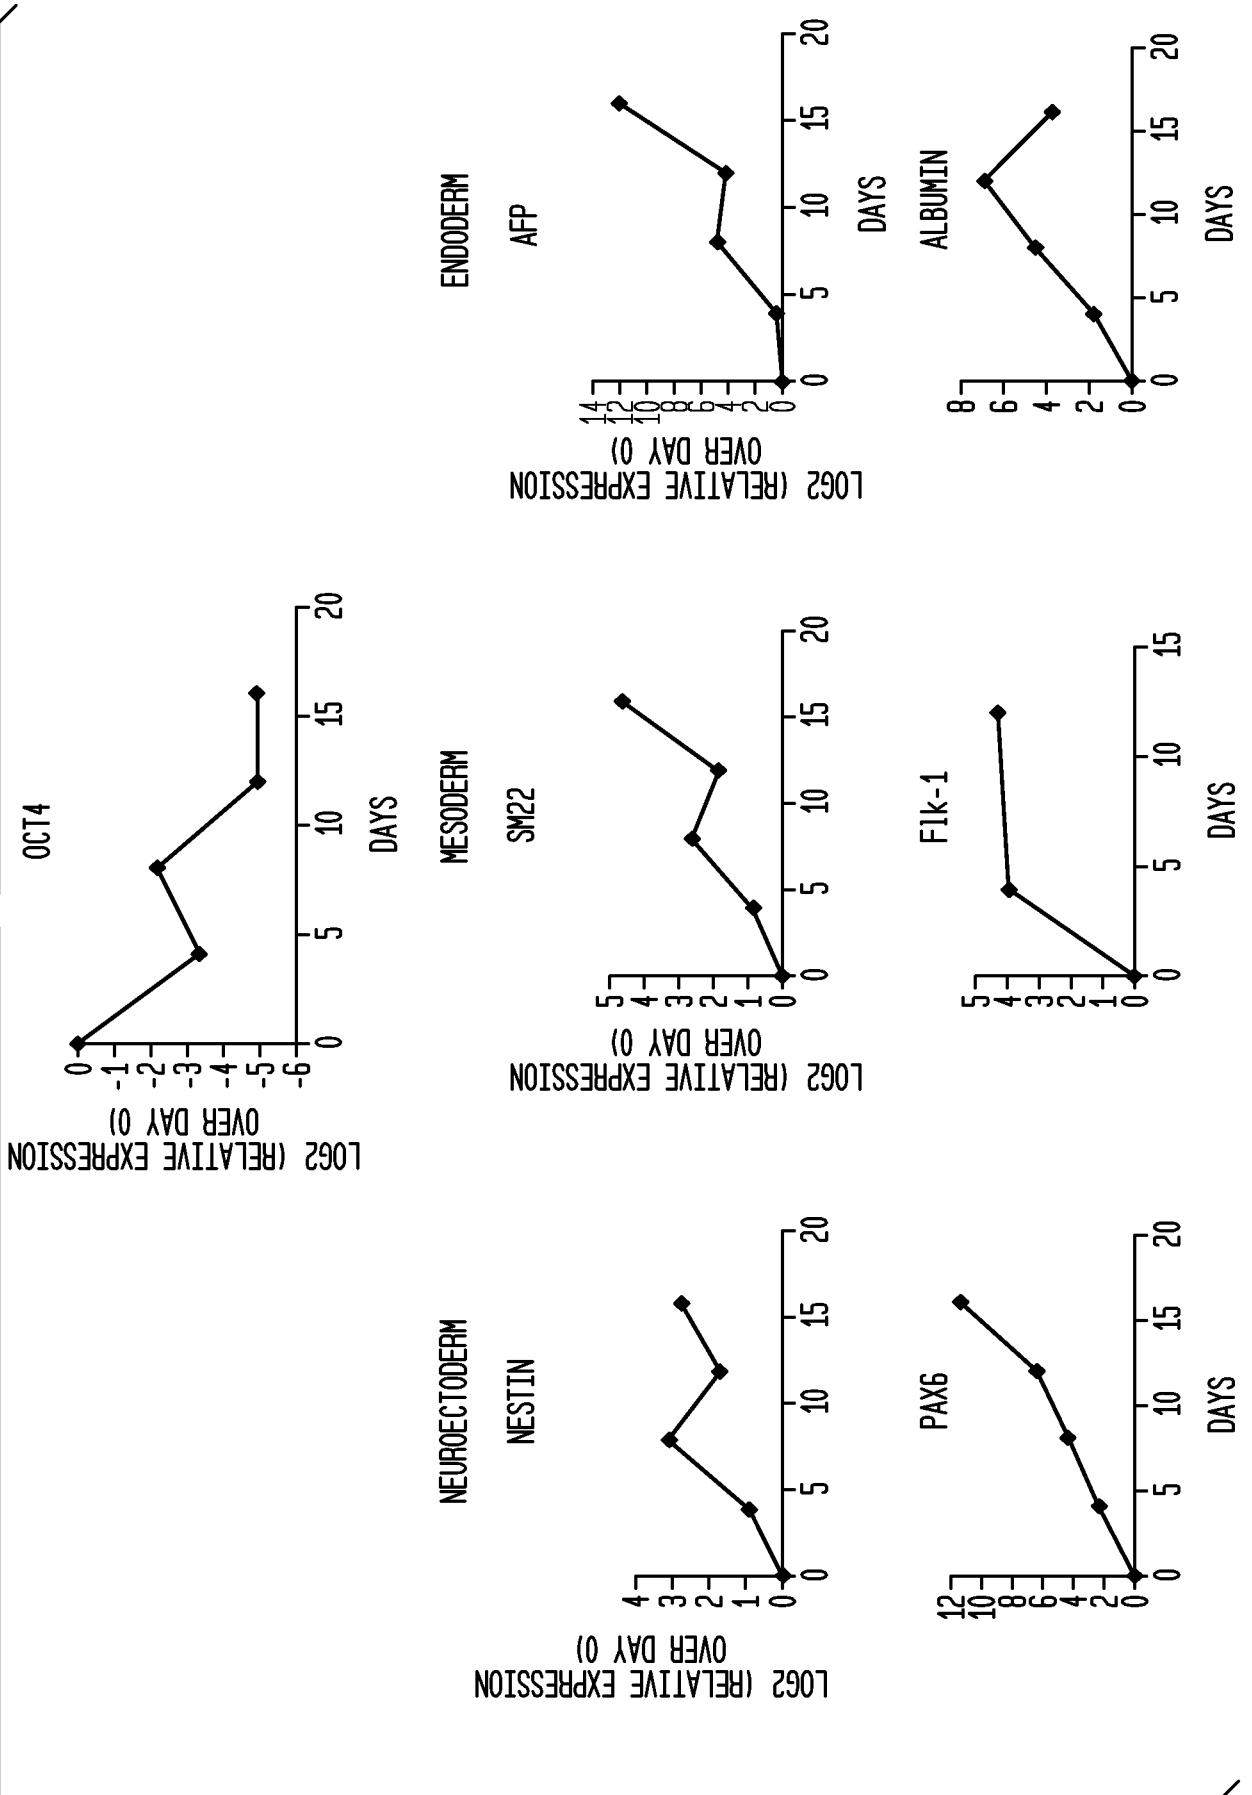 OCT4
LOG2 (RELATIVE EXPRESSION
OVER DAY 0)
0
-1
-2
-3
-4
-5
-6
0 5 10 15 20
DAYS
NEUROECTODERM
NESTIN
LOG2 (RELATIVE EXPRESSION
OVER DAY 0)
4
3
2
1
0
0 5 10 15 20
MESODERM
SM22
LOG2 (RELATIVE EXPRESSION
OVER DAY 0)
5
4
3
2
1
0
0 5 10 15 20
ENDODERM
AFP
LOG2 (RELATIVE EXPRESSION
OVER DAY 0)
14
12
10
8
6
4
2
0
0 5 10 15 20
DAYS
PAX6
12
10
8
6
4
2
0
0 5 10 15 20
DAYS
Flk-1
5
4
3
2
1
0
0 5 10 15
DAYS
ALBUMIN
8
6
4
2
0
0 5 10 15 20
DAYS